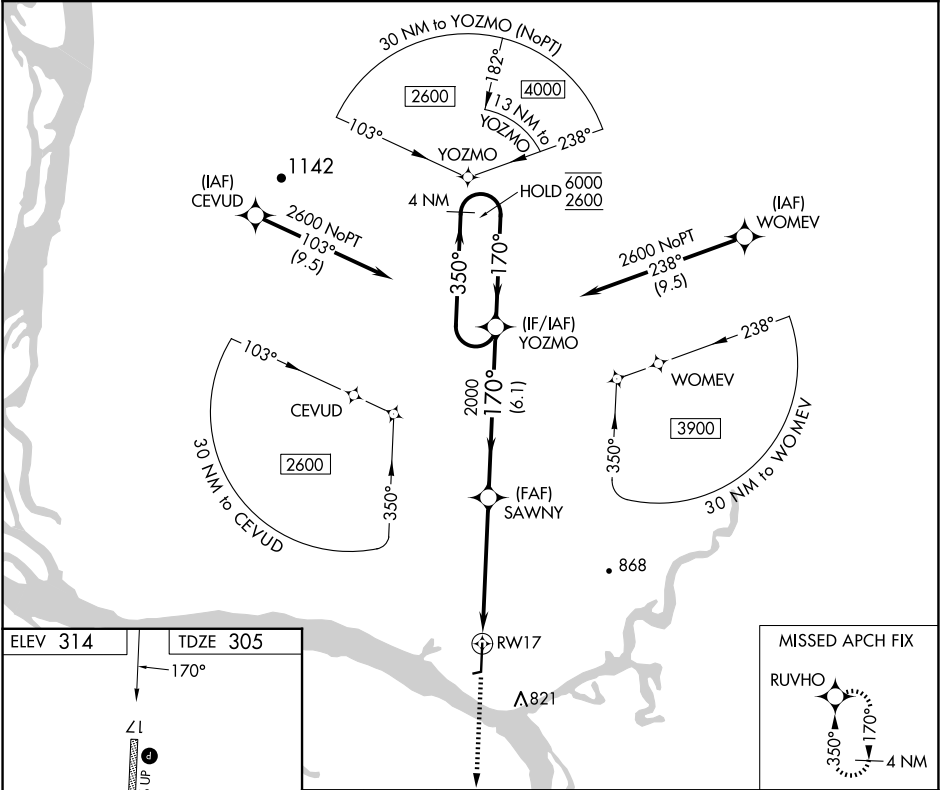 30 NM to YOZMO (NoPT)
182°
2600
4000
13 NM to
YOZMO
103°
238°
YOZMO
1142
(IAF)
CEVUD
2600 NoPT
103°
(9.5)
4 NM
HOLD
6000
2600
350°
170°
(IAF)
WOMEV
2600 NoPT
238°
(9.5)
(IF/IAF)
YOZMO
2000
170°
(6.1)
103°
CEVUD
2600
350°
30 NM to CEVUD
238°
WOMEV
3900
350°
30 NM to WOMEV
(FAF)
SAWNY
868
RW17
821
ELEV 314
TDZE 305
170°
17
P
UP
MISSED APCH FIX
RUVHO
350°
170°
4 NM